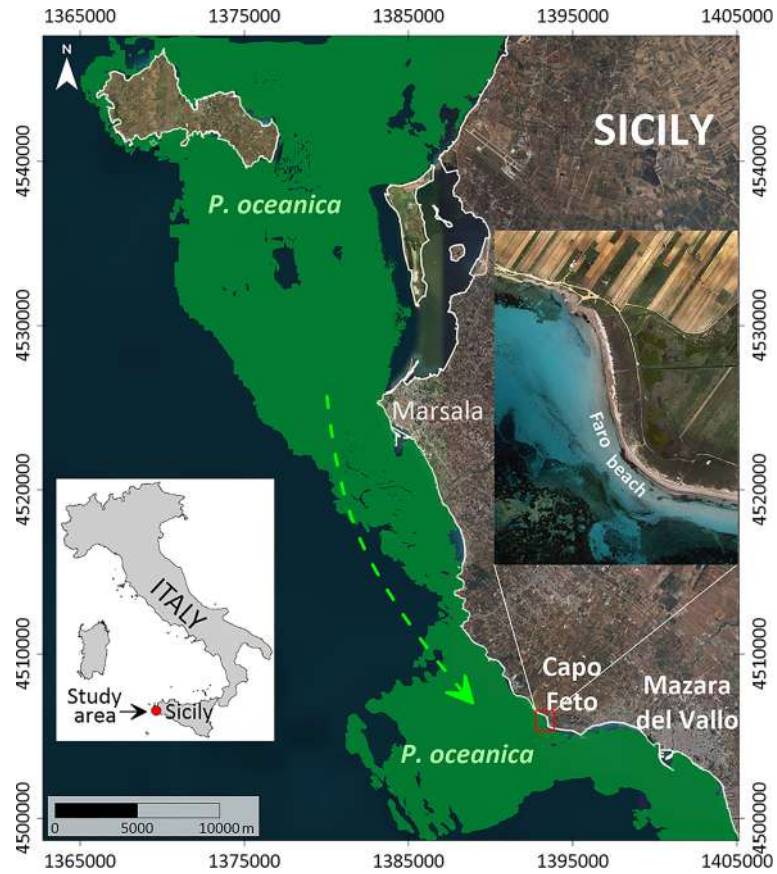 1365000 1375000 1385000 1395000 1405000
N
SICILY
4540000 4540000
P. oceanica
4530000 4530000
Marsala
Faro beach
4520000 4520000
ITALY
4510000 4510000
Capo
Feto
Mazara
del Vallo
Study
area
Sicily
P. oceanica
4500000 4500000
0 5000 10000 m
1365000 1375000 1385000 1395000 1405000